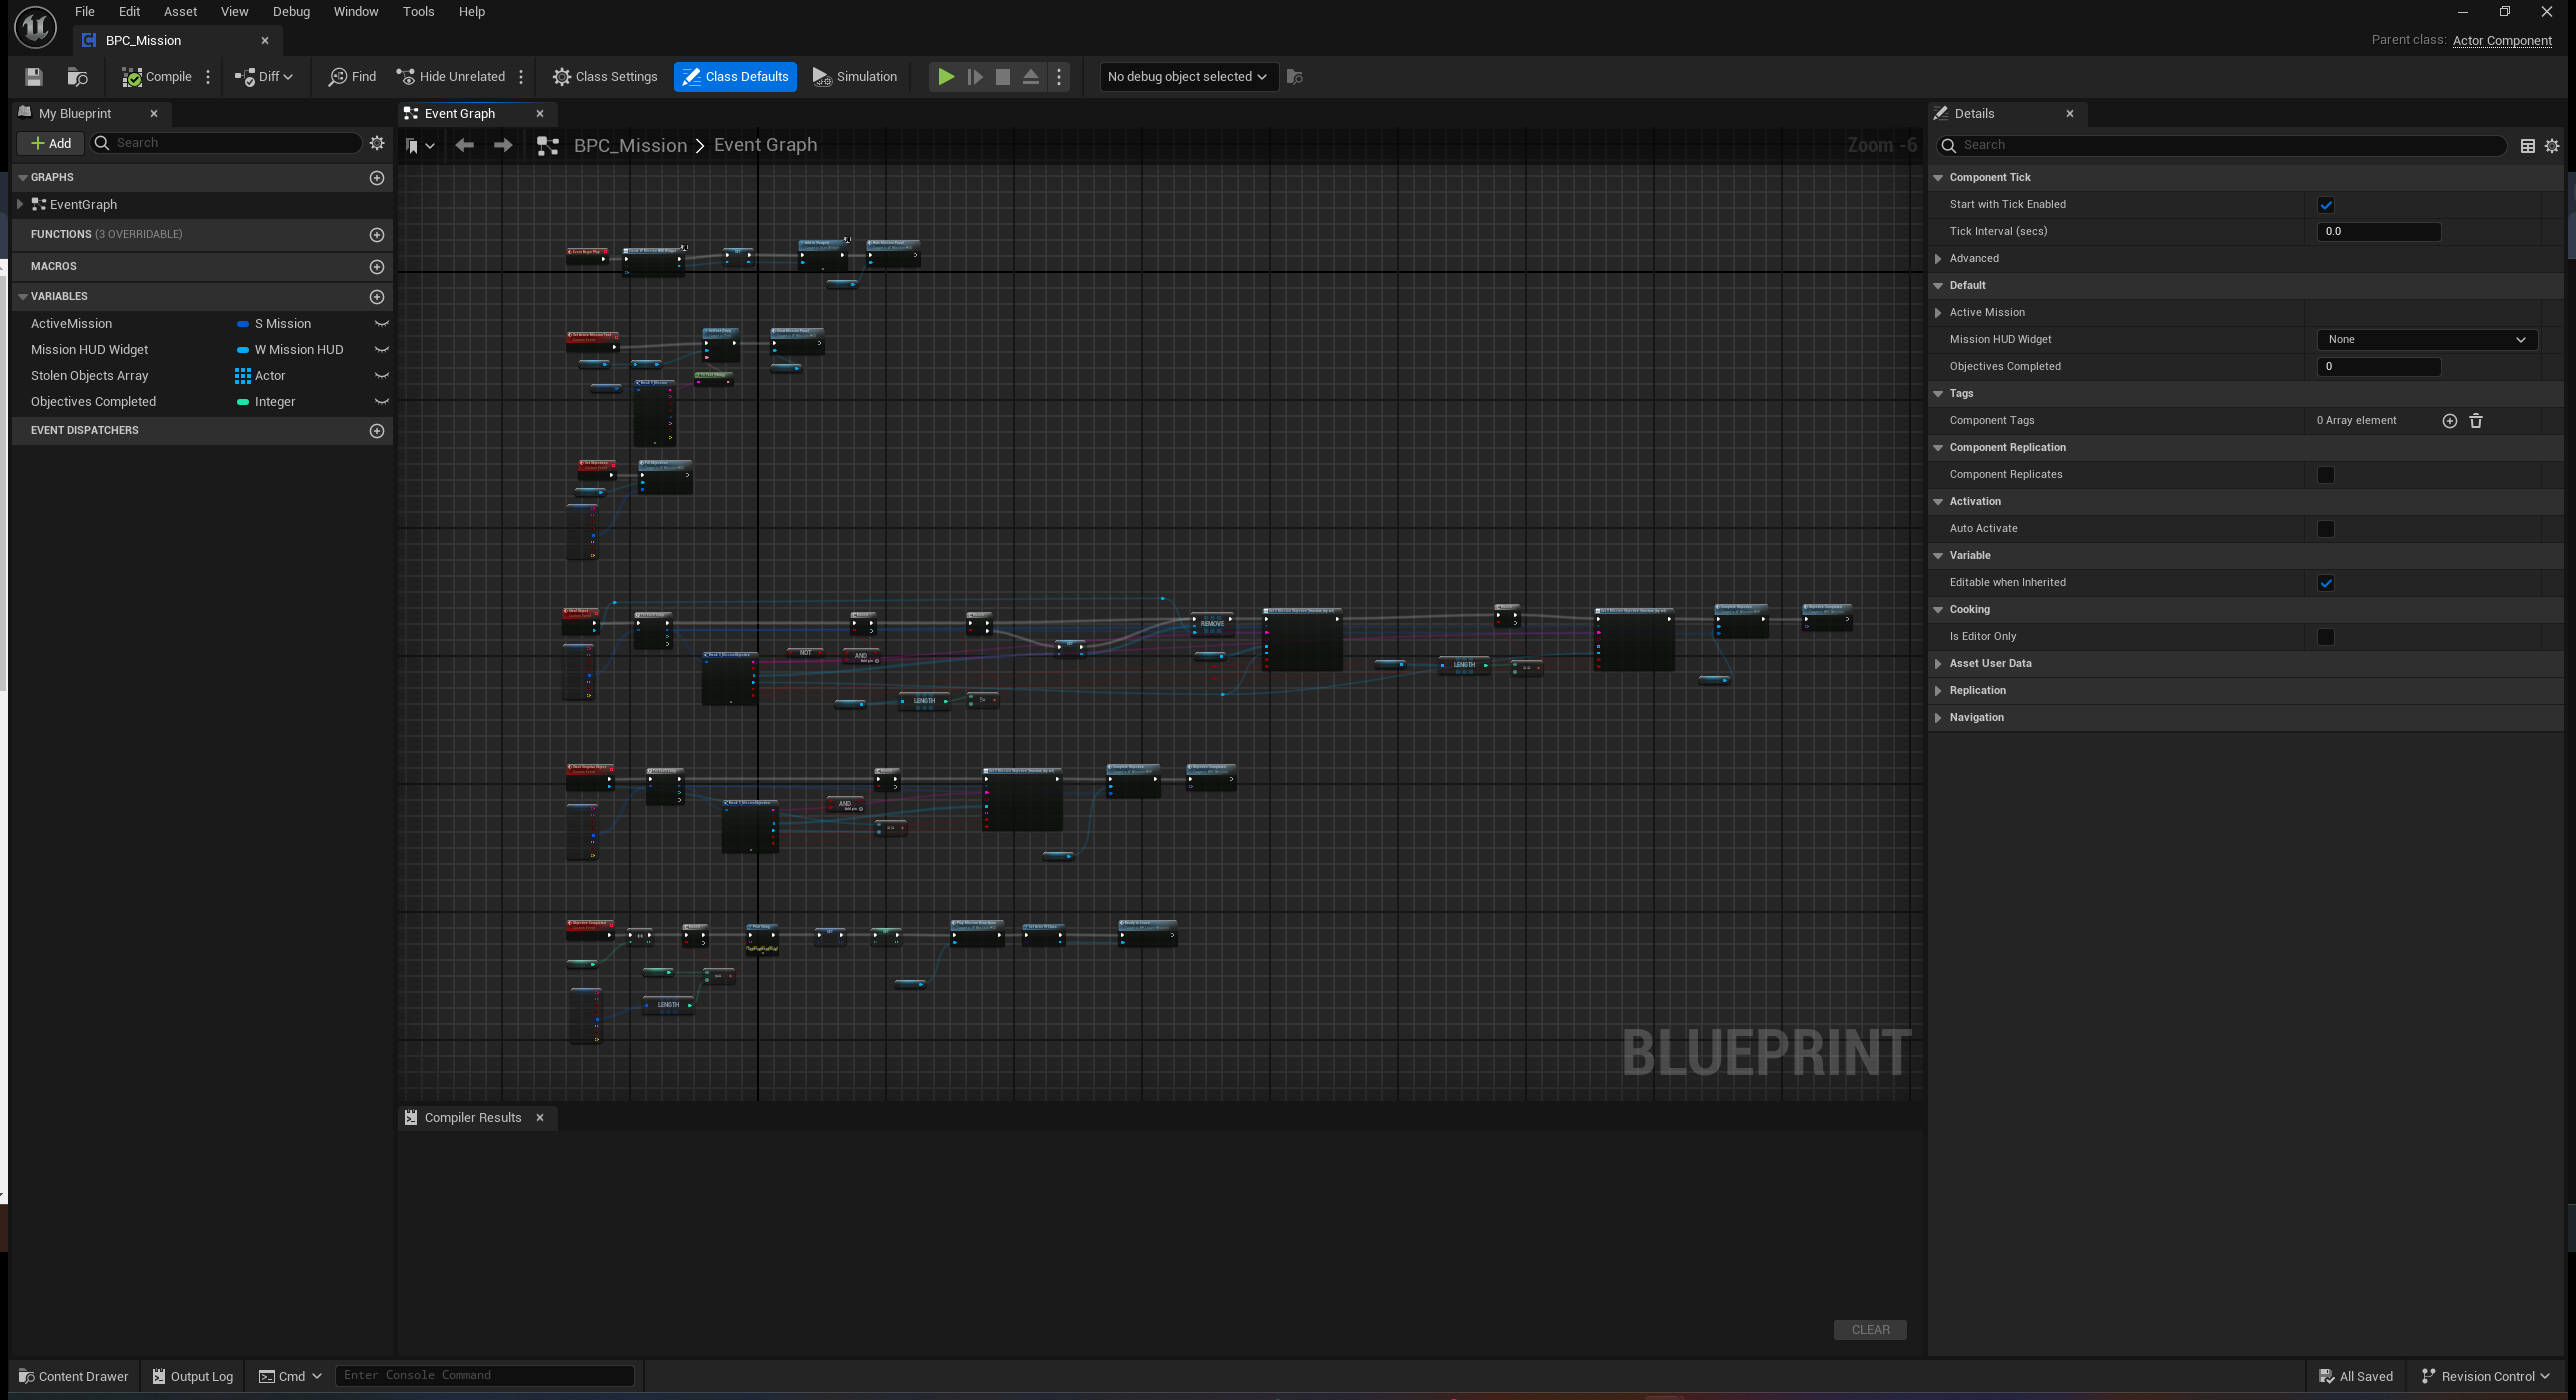 File Edit Asset View Debug Window Tools Help
BPC_Mission
Parent class: Actor Component
Compile Diff Find Hide Unrelated Class Settings Class Defaults Simulation No debug object selected
My Blueprint
Add Search
GRAPHS
EventGraph
FUNCTIONS (3 OVERRIDABLE)
MACROS
VARIABLES
ActiveMission S Mission
Mission HUD Widget W Mission HUD
Stolen Objects Array Actor
Objectives Completed Integer
EVENT DISPATCHERS
Event Graph
BPC_Mission > Event Graph
Zoom -6
REMOVE
NOT
AND
LENGTH
LENGTH
AND
LENGTH
BLUEPRINT
Compiler Results
CLEAR
Details
Search
Component Tick
Start with Tick Enabled
Tick Interval (secs) 0.0
Advanced
Default
Active Mission
Mission HUD Widget None
Objectives Completed 0
Tags
Component Tags 0 Array element
Component Replication
Component Replicates
Activation
Auto Activate
Variable
Editable when Inherited
Cooking
Is Editor Only
Asset User Data
Replication
Navigation
Content Drawer Output Log Cmd Enter Console Command
All Saved Revision Control